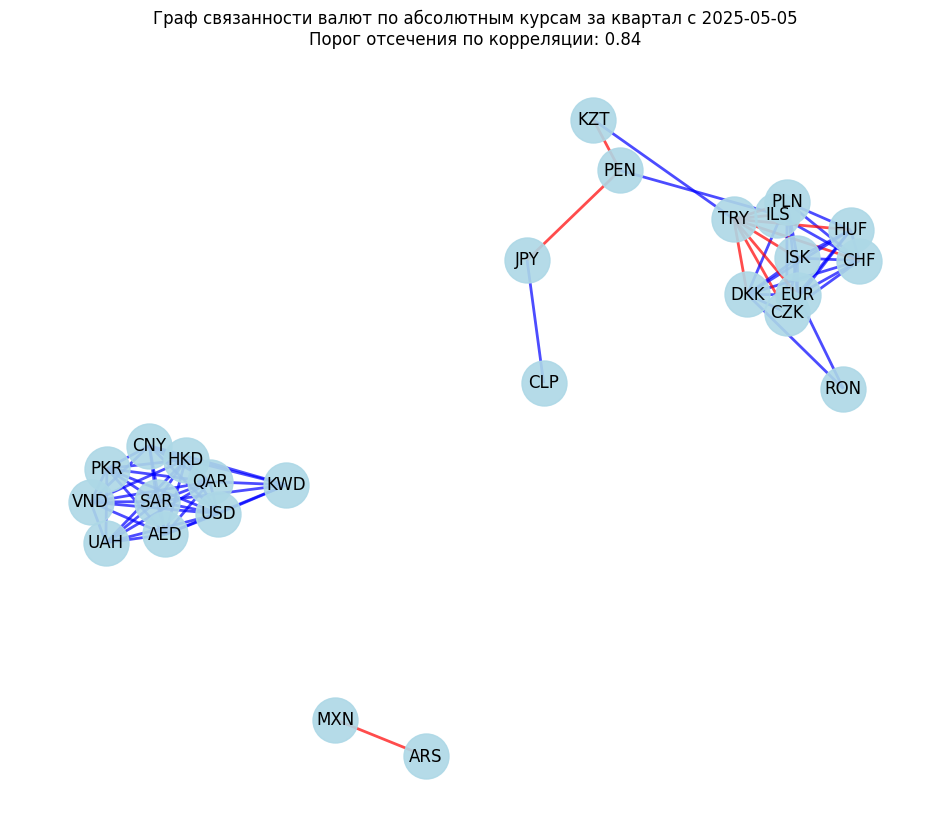 Граф связанности валют по абсолютным курсам за квартал с 2025-05-05
Порог отсечения по корреляции: 0.84
KZT
PEN
PLN
ILS
TRY
HUF
ISK
CHF
JPY
DKK
EUR
CZK
CLP
RON
CNY
HKD
PKR
QAR
KWD
VND
SAR
USD
AED
UAH
MXN
ARS